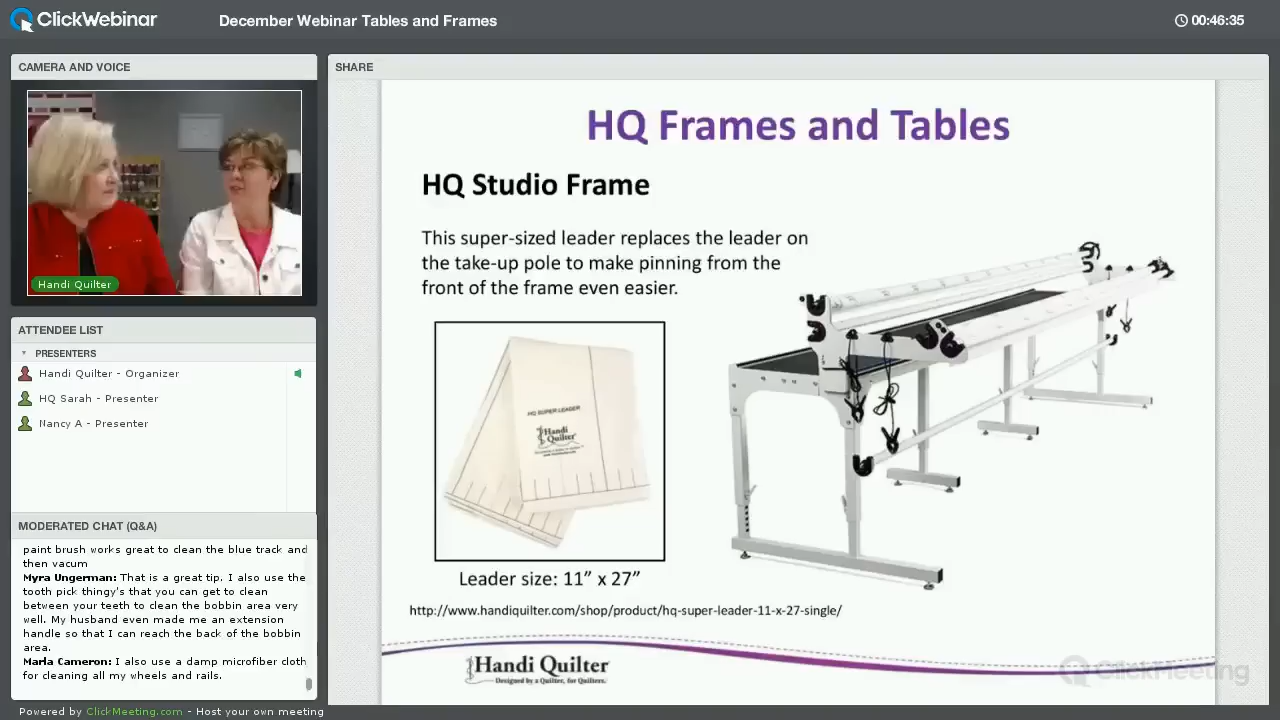 ClickWebinar
December Webinar Tables and Frames
00:46:35
CAMERA AND VOICE
Handi Quilter
ATTENDEE LIST
PRESENTERS
Handi Quilter - Organizer
HQ Sarah - Presenter
Nancy A - Presenter
MODERATED CHAT (Q&A)
paint brush works great to clean the blue track and
then
Myra Ungerman: That's a great tip. I also use the
tooth pick thingy's that you can get to clean
between your teeth to clean the bobbin area very
well. My husband even made me an extension
handle so that I can reach the back of the bobbin
area.
Marla Cameron: I also use a damp microfiber cloth
for cleaning all my wheels and rails.
Powered by ClickMeeting.com - Host your own meeting
SHARE
HQ Frames and Tables
HQ Studio Frame
This super-sized leader replaces the leader on
the take-up pole to make pinning from the
front of the frame even easier.
HQ SUPER LEADER
Handi
Quilter
Leader size: 11” x 27”
http://www.handiquilter.com/shop/product/hq-super-leader-11-x-27-single/
Handi Quilter
Designed by a Quilter, for Quilters.
ClickMeeting